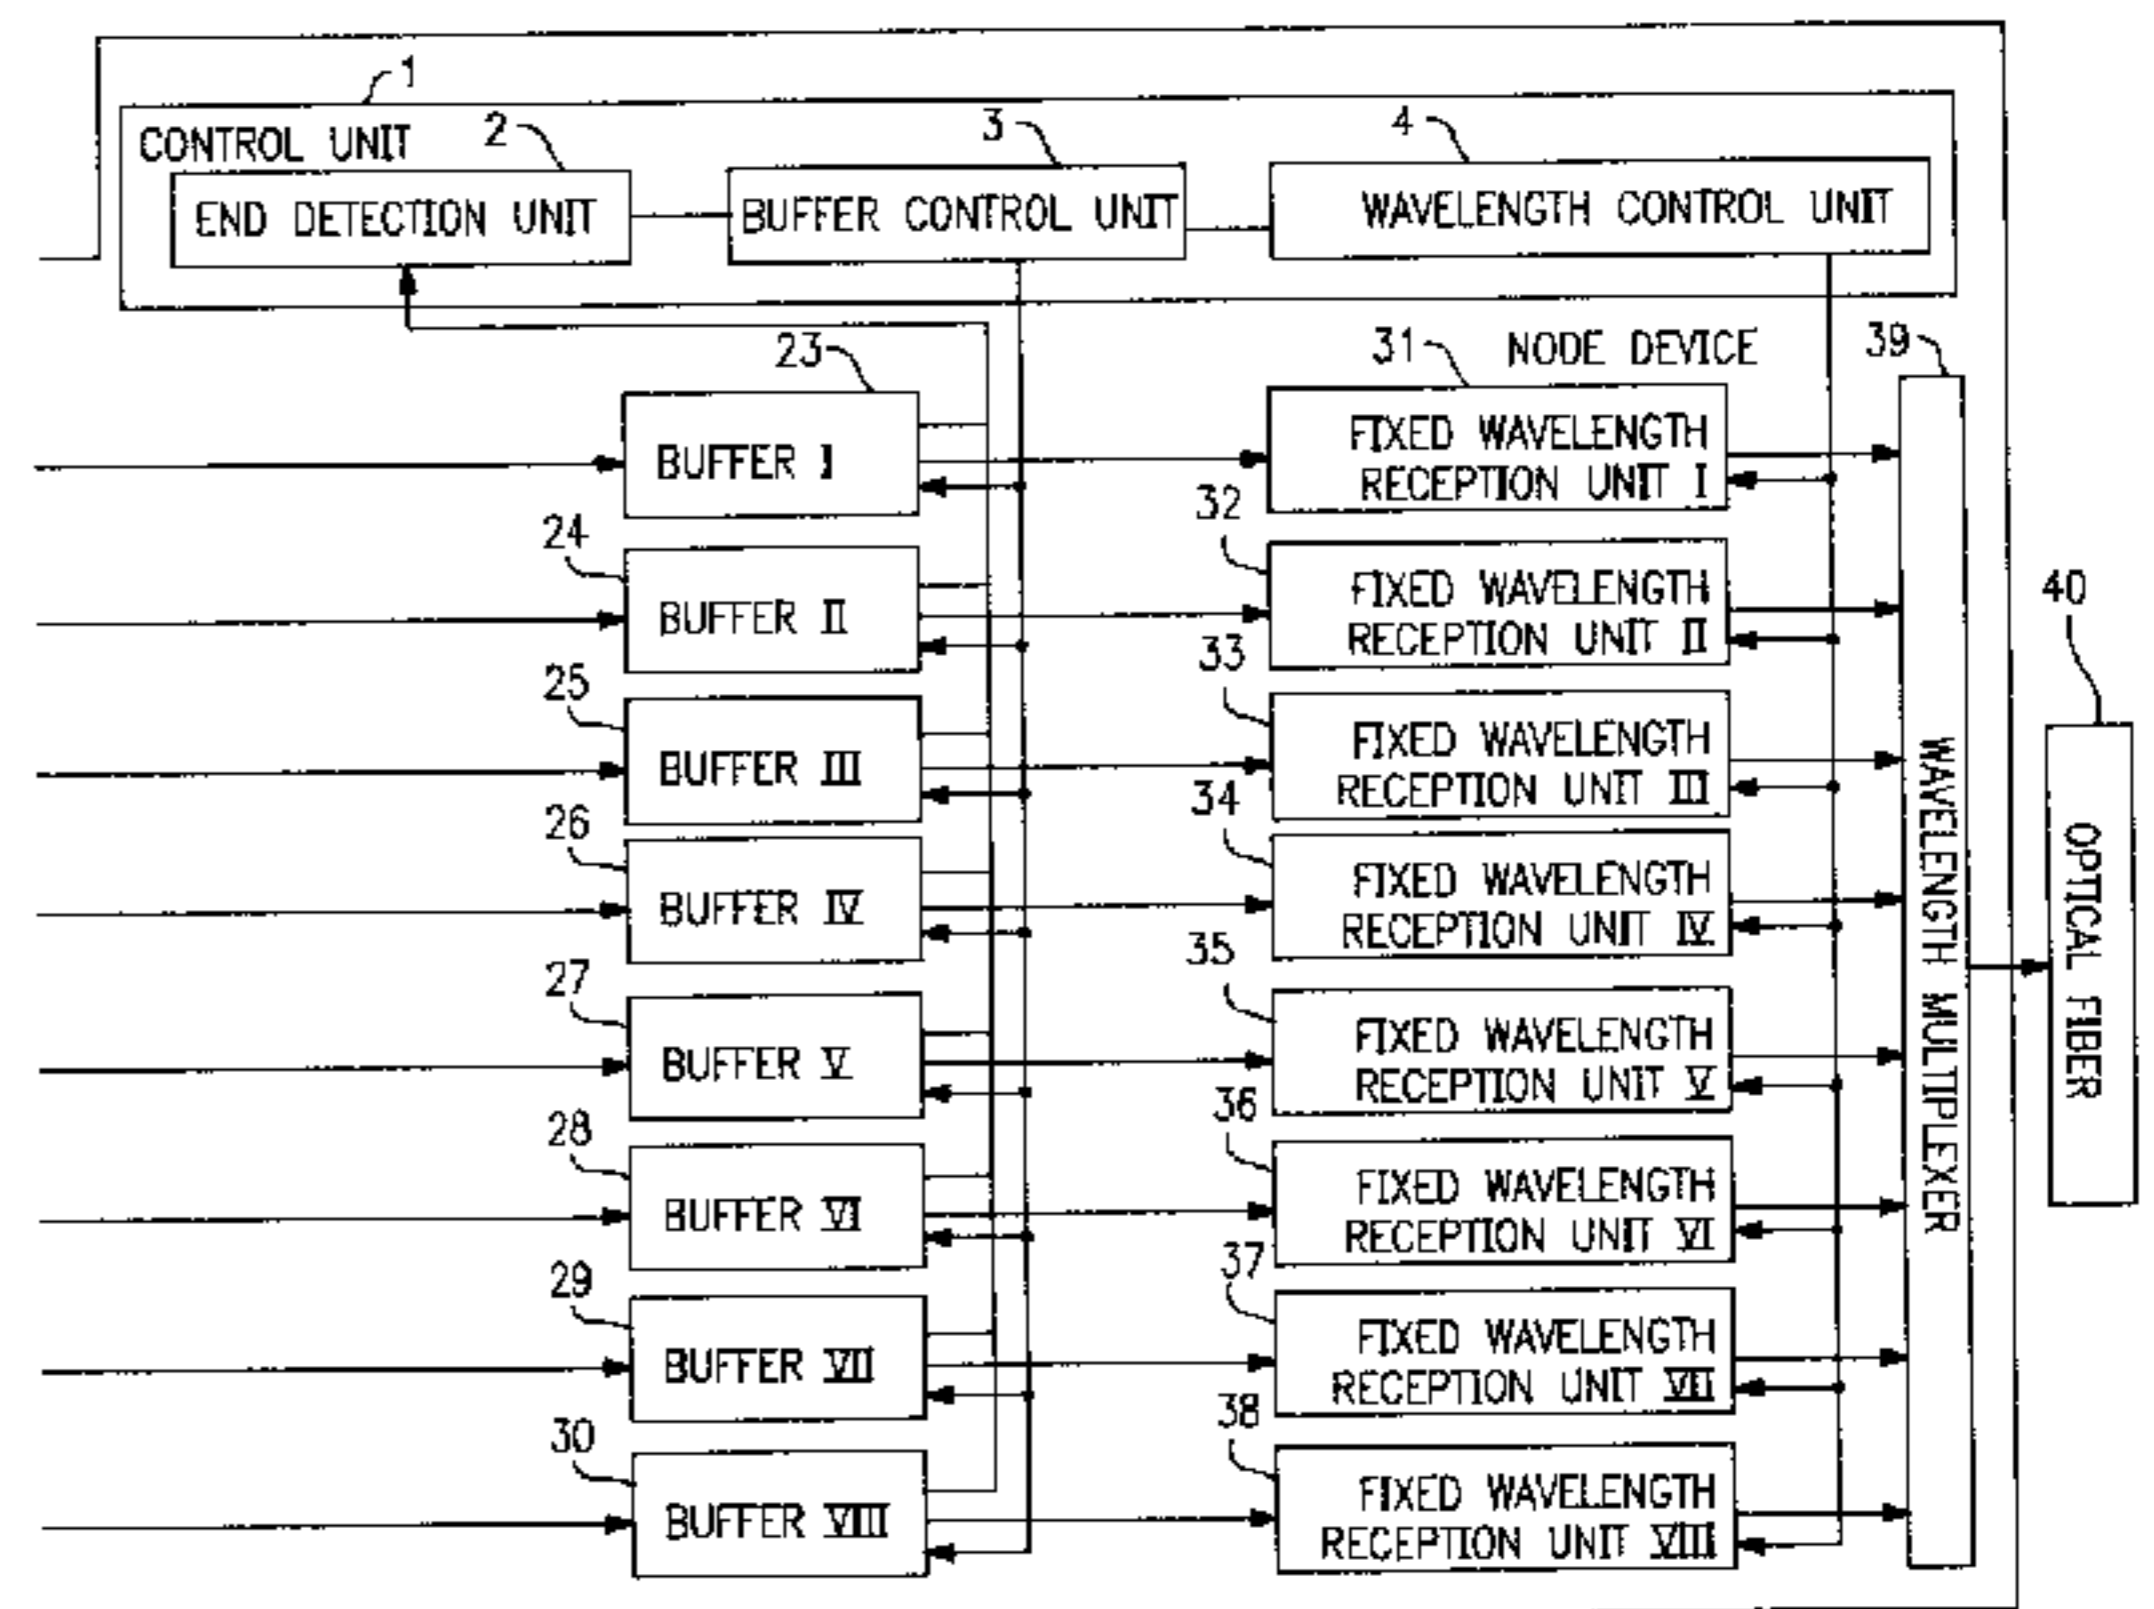 1
CONTROL UNIT
2
3
4
END DETECTION UNIT
BUFFER CONTROL UNIT
WAVELENGTH CONTROL UNIT
23
31
NODE DEVICE
39
BUFFER I
FIXED WAVELENGTH
RECEPTION UNIT I
24
32
BUFFER II
FIXED WAVELENGTH
RECEPTION UNIT II
40
25
33
BUFFER III
FIXED WAVELENGTH
RECEPTION UNIT III
26
34
BUFFER IV
FIXED WAVELENGTH
RECEPTION UNIT IV
27
35
BUFFER V
FIXED WAVELENGTH
RECEPTION UNIT V
28
36
BUFFER VI
FIXED WAVELENGTH
RECEPTION UNIT VI
29
37
BUFFER VII
FIXED WAVELENGTH
RECEPTION UNIT VII
30
38
BUFFER VIII
FIXED WAVELENGTH
RECEPTION UNIT VIII
WAVELENGTH MULTIPLEXER
OPTICAL FIBER